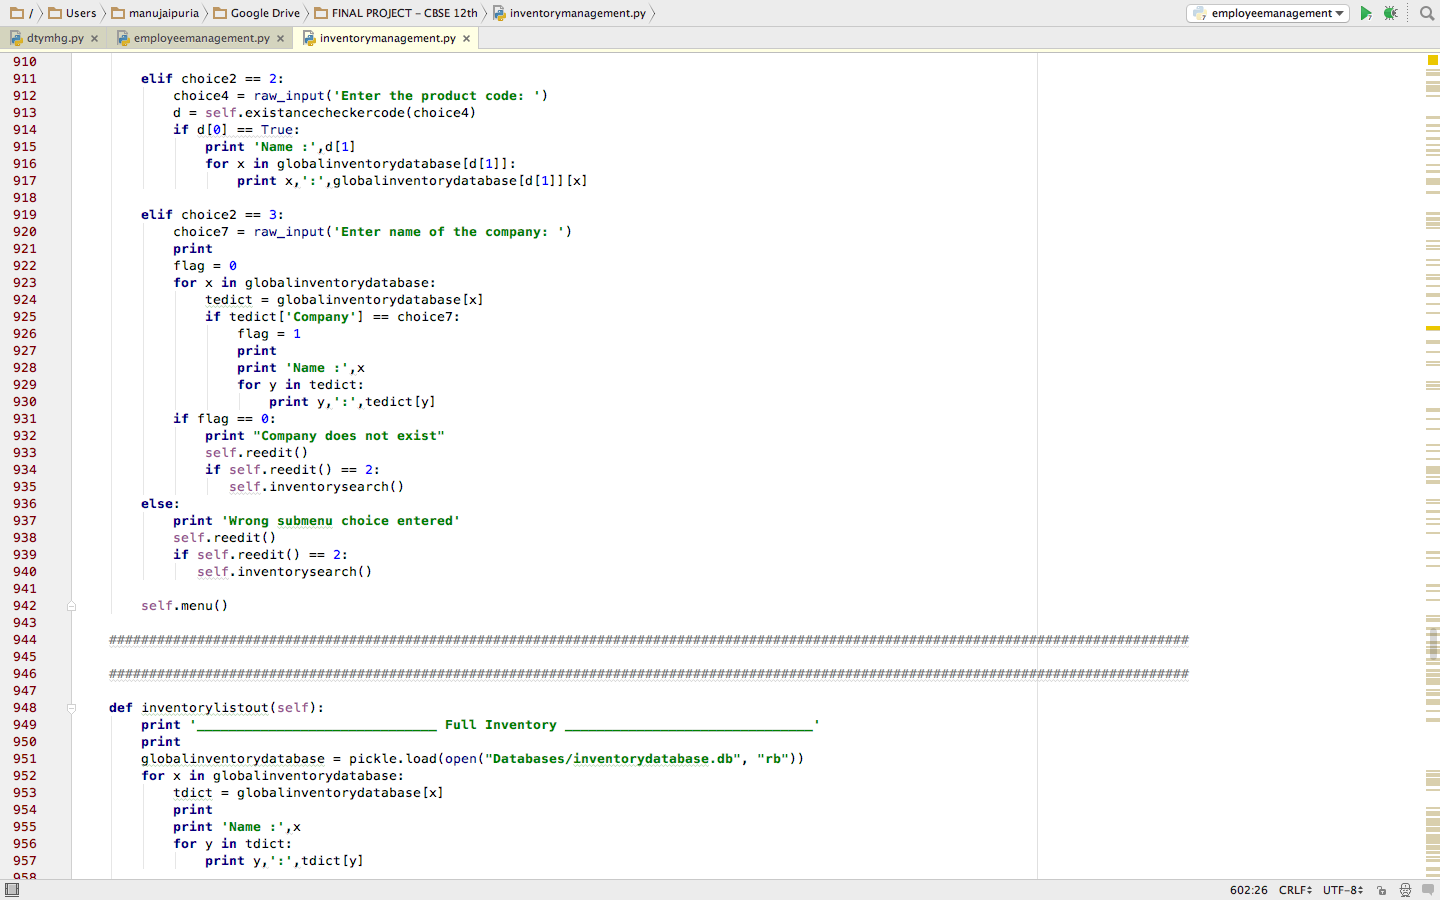 / Users manujaipuria Google Drive FINAL PROJECT – CBSE 12th inventorymanagement.py employeemanagement
dtymhg.py × employeemanagement.py × inventorymanagement.py ×
910
911 elif choice2 == 2:
912 choice4 = raw_input('Enter the product code: ')
913 d = self.existancecheckercode(choice4)
914 if d[0] == True:
915 print 'Name :',d[1]
916 for x in globalinventorydatabase[d[1]]:
917 print x,':',globalinventorydatabase[d[1]][x]
918
919 elif choice2 == 3:
920 choice7 = raw_input('Enter name of the company: ')
921 print
922 flag = 0
923 for x in globalinventorydatabase:
924 tedict = globalinventorydatabase[x]
925 if tedict['Company'] == choice7:
926 flag = 1
927 print
928 print 'Name :',x
929 for y in tedict:
930 print y,':',tedict[y]
931 if flag == 0:
932 print "Company does not exist"
933 self.reedit()
934 if self.reedit() == 2:
935 self.inventorysearch()
936 else:
937 print 'Wrong submenu choice entered'
938 self.reedit()
939 if self.reedit() == 2:
940 self.inventorysearch()
941
942 self.menu()
943
944 #######################################################################################################################################
945
946 #######################################################################################################################################
947
948 def inventorylistout(self):
949 print '______________________________ Full Inventory _______________________________'
950 print
951 globalinventorydatabase = pickle.load(open("Databases/inventorydatabase.db", "rb"))
952 for x in globalinventorydatabase:
953 tdict = globalinventorydatabase[x]
954 print
955 print 'Name :',x
956 for y in tdict:
957 print y,':',tdict[y]
958
602:26 CRLF UTF-8